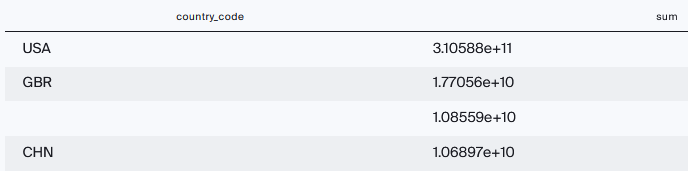 country_code sum
USA 3.10588e+11
GBR 1.77056e+10
1.08559e+10
CHN 1.06897e+10